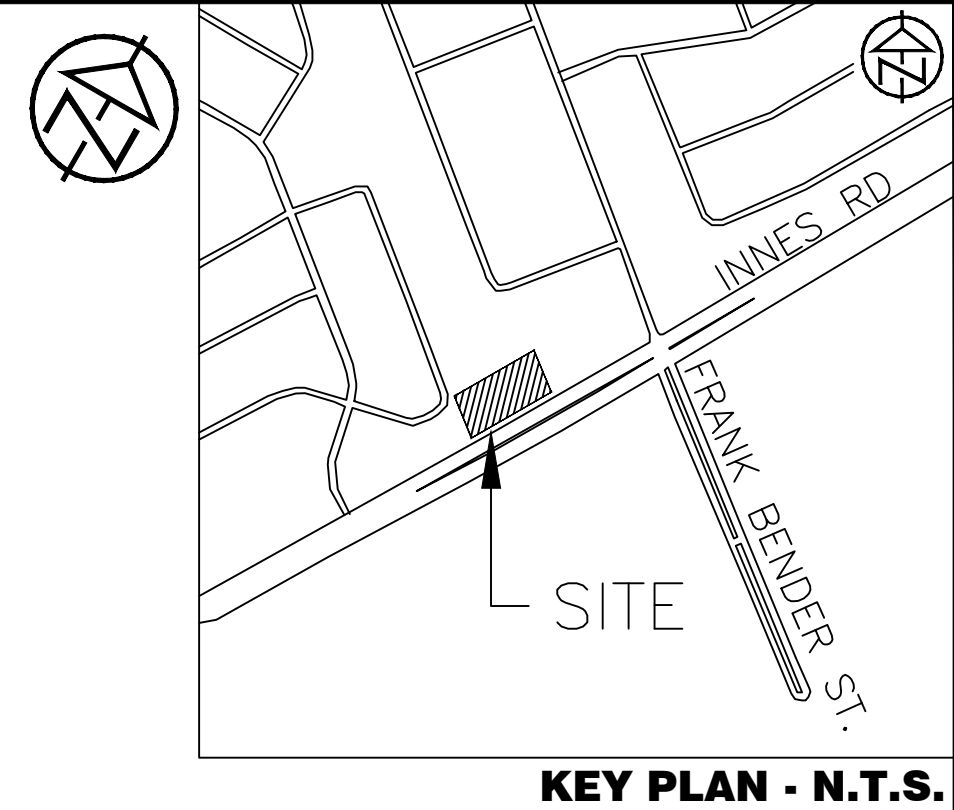 INNES RD
FRANK BENDER ST.
SITE
KEY PLAN - N.T.S.